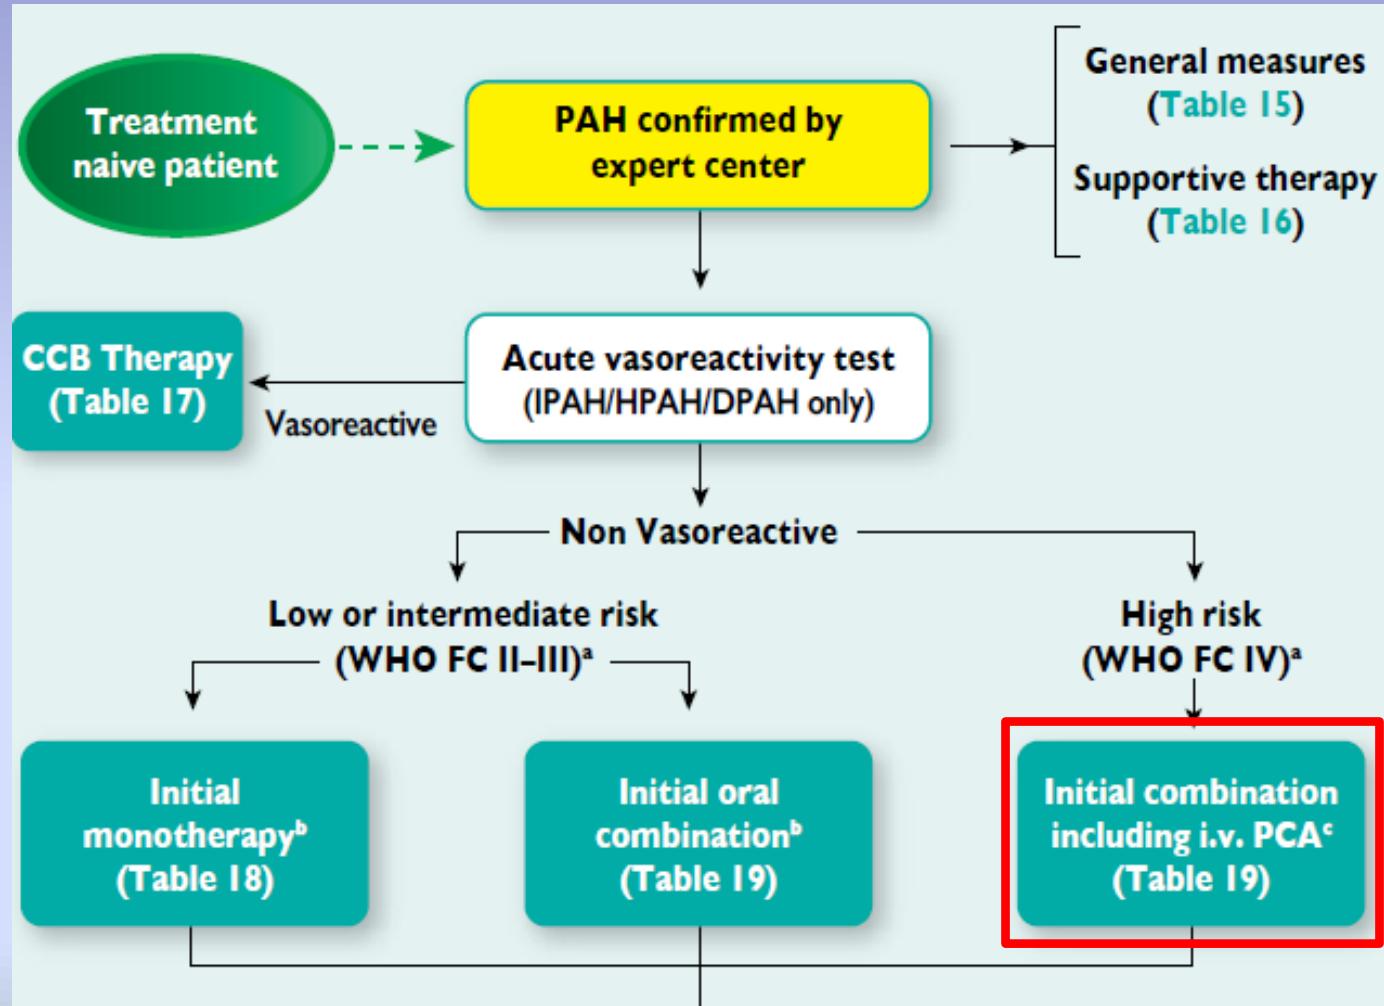 Treatment
naive patient
PAH confirmed by
expert center
General measures
(Table 15)
Supportive therapy
(Table 16)
CCB Therapy
(Table 17)
Vasoreactive
Acute vasoreactivity test
(IPAH/HPAH/DPAH only)
Non Vasoreactive
Low or intermediate risk
(WHO FC II–III)ᵃ
High risk
(WHO FC IV)ᵃ
Initial
monotherapyᵇ
(Table 18)
Initial oral
combinationᵇ
(Table 19)
Initial combination
including i.v. PCAᶜ
(Table 19)